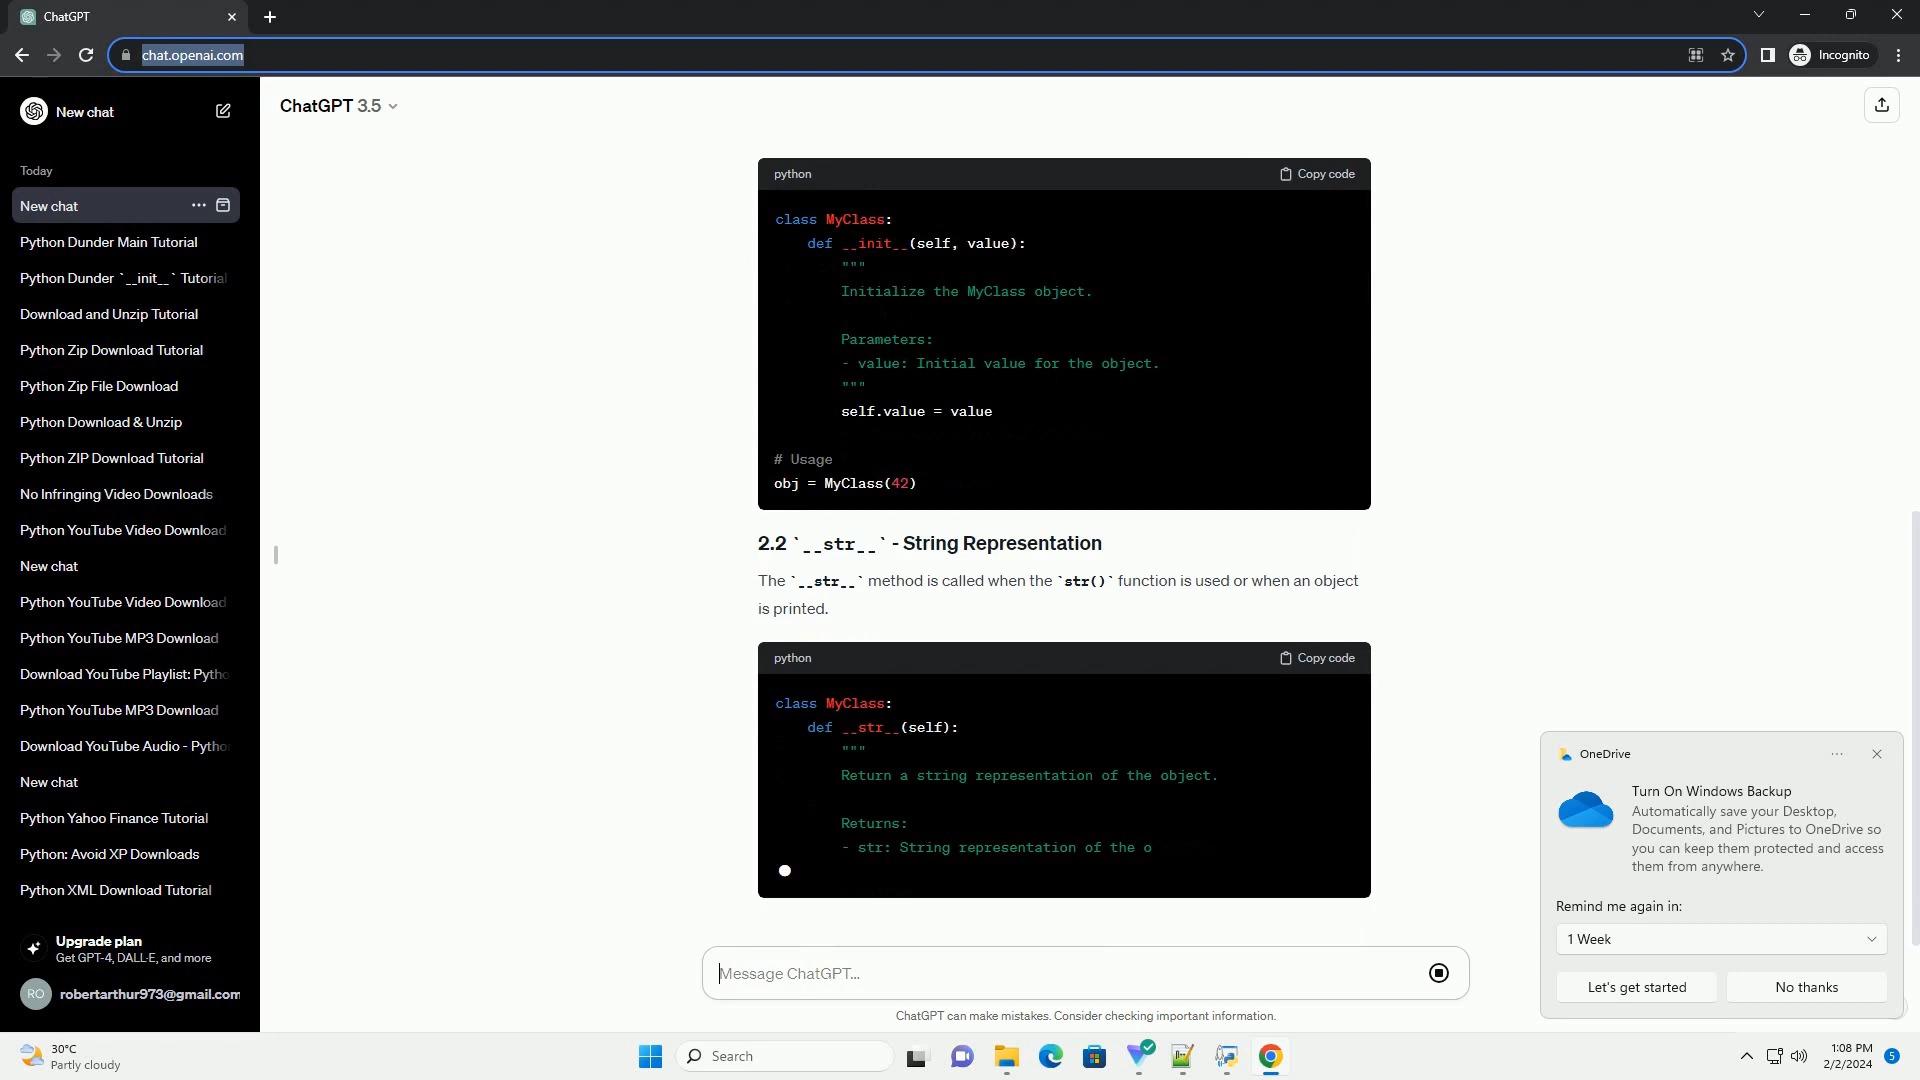 ChatGPT
chat.openai.com
Incognito
New chat
Today
New chat
Python Dunder Main Tutorial
Python Dunder `__init__` Tutorial
Download and Unzip Tutorial
Python Zip Download Tutorial
Python Zip File Download
Python Download & Unzip
Python ZIP Download Tutorial
No Infringing Video Downloads
Python YouTube Video Download
New chat
Python YouTube Video Download
Python YouTube MP3 Download
Download YouTube Playlist: Pytho
Python YouTube MP3 Download
Download YouTube Audio - Pytho
New chat
Python Yahoo Finance Tutorial
Python: Avoid XP Downloads
Python XML Download Tutorial
Upgrade plan
Get GPT-4, DALL·E, and more
RO
robertarthur973@gmail.com
ChatGPT 3.5
python
Copy code
class MyClass:
def __init__(self, value):
"""
Initialize the MyClass object.
Parameters:
- value: Initial value for the object.
"""
self.value = value
# Usage
obj = MyClass(42)
2.2 `__str__` - String Representation
The `__str__` method is called when the `str()` function is used or when an object
is printed.
python
Copy code
class MyClass:
def __str__(self):
"""
Return a string representation of the object.
Returns:
- str: String representation of the o
Message ChatGPT...
ChatGPT can make mistakes. Consider checking important information.
OneDrive
Turn On Windows Backup
Automatically save your Desktop,
Documents, and Pictures to OneDrive so
you can keep them protected and access
them from anywhere.
Remind me again in:
1 Week
Let's get started
No thanks
30°C
Partly cloudy
Search
1:08 PM
2/2/2024
5